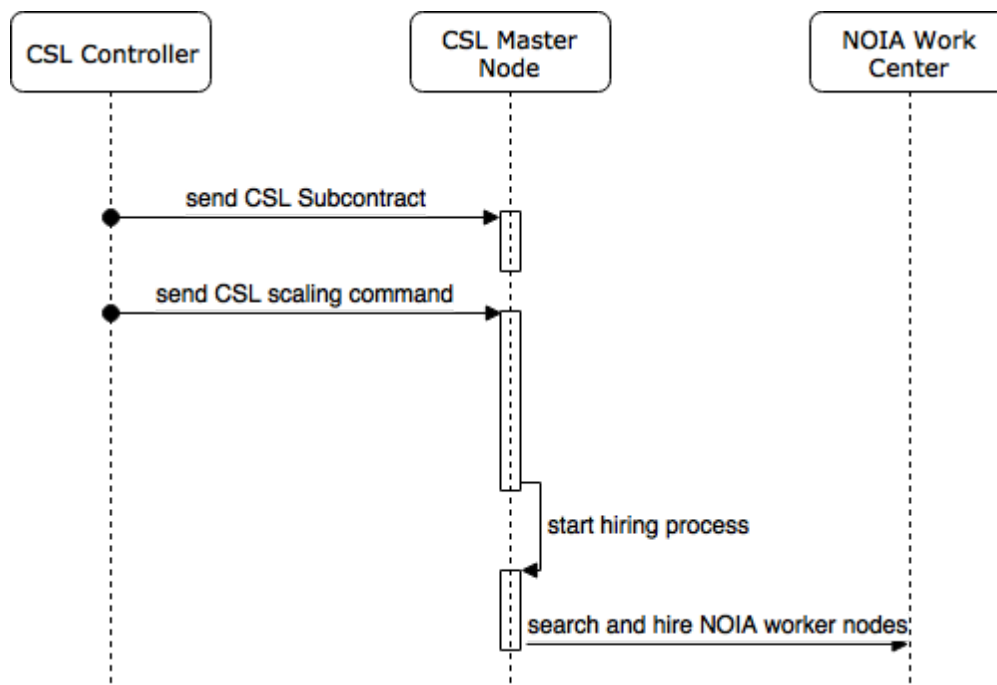 CSL Controller
CSL Master
Node
NOIA Work
Center
send CSL Subcontract
send CSL scaling command
start hiring process
search and hire NOIA worker nodes